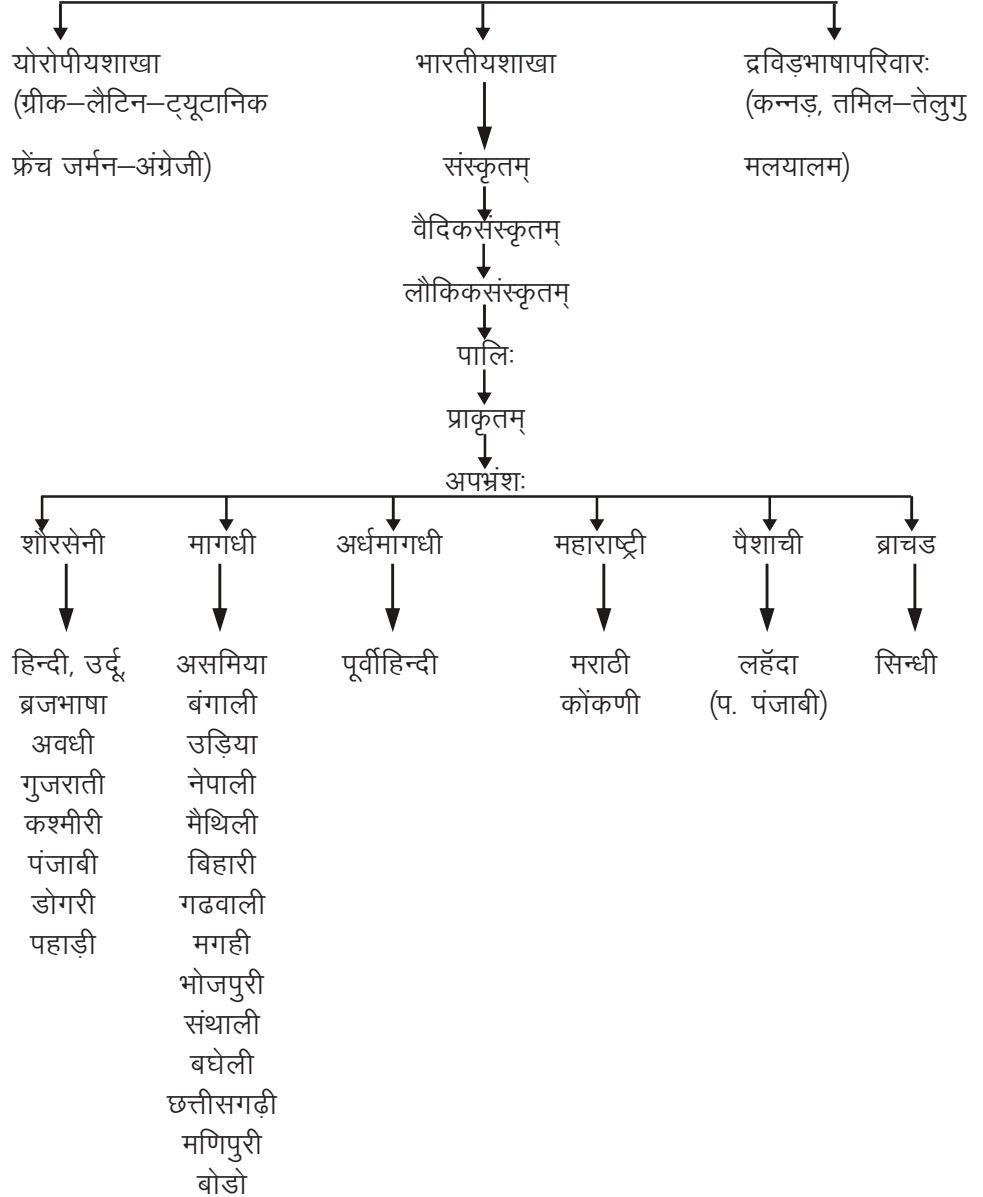 योरोपीयशाखा
(ग्रीक–लैटिन–ट्यूटानिक
फ्रेंच जर्मन–अंग्रेजी)
भारतीयशाखा
द्रविड़भाषापरिवारः
(कन्नड़, तमिल–तेलुगु
मलयालम)
संस्कृतम्
वैदिकसंस्कृतम्
लौकिकसंस्कृतम्
पालिः
प्राकृतम्
अपभ्रंशः
शौरसेनी
हिन्दी, उर्दू,
ब्रजभाषा
अवधी
गुजराती
कश्मीरी
पंजाबी
डोगरी
पहाड़ी
मागधी
असमिया
बंगाली
उड़िया
नेपाली
मैथिली
बिहारी
गढवाली
मगही
भोजपुरी
संथाली
बघेली
छत्तीसगढ़ी
मणिपुरी
बोडो
अर्धमागधी
पूर्वीहिन्दी
महाराष्ट्री
मराठी
कोंकणी
पैशाची
लहॅदा
(प. पंजाबी)
ब्राचड
सिन्धी